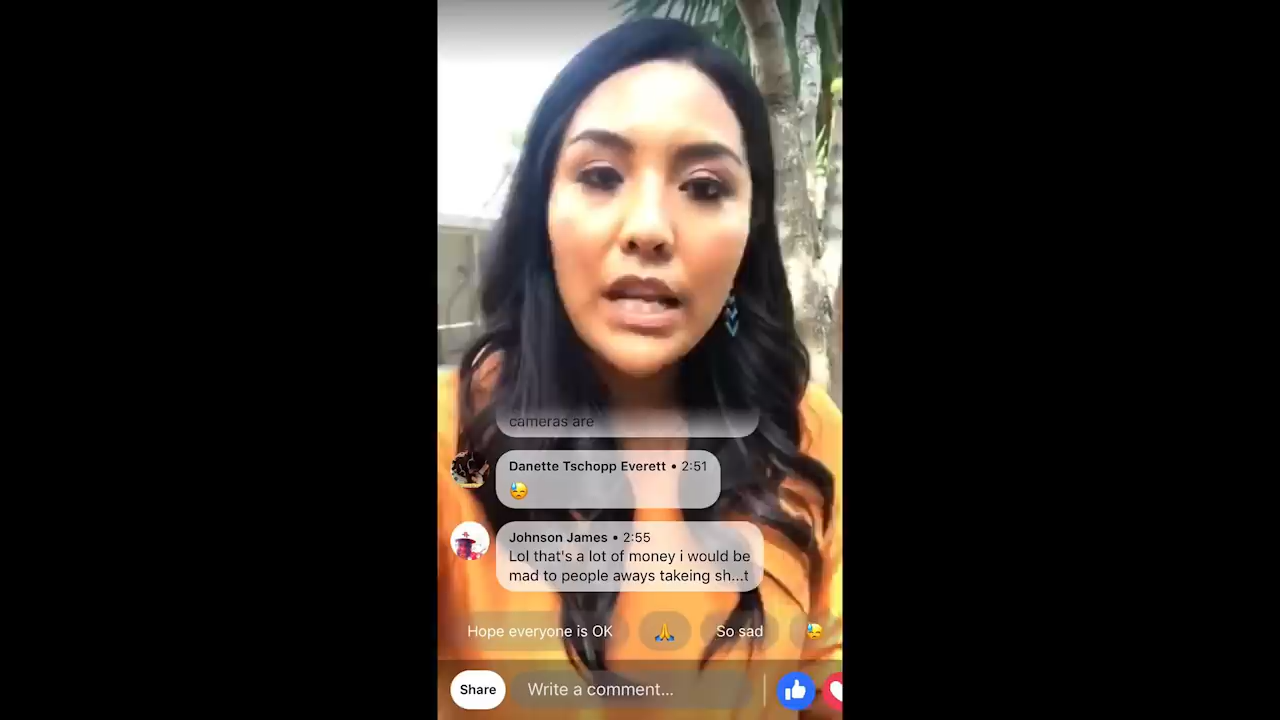 cameras are
Danette Tschopp Everett • 2:51
😓
Johnson James • 2:55
Lol that's a lot of money i would be
mad to people aways takeing sh...t
Hope everyone is OK 🙏 So sad 😓
Share Write a comment...